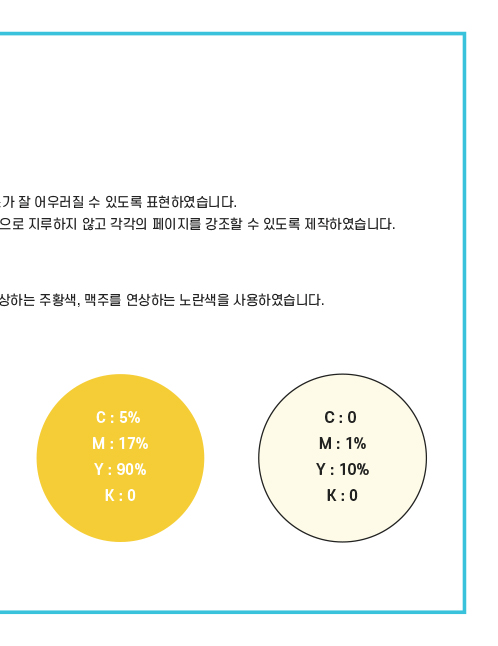 가 잘 어우러질 수 있도록 표현하였습니다.
으로 지루하지 않고 각각의 페이지를 강조할 수 있도록 제작하였습니다.
상하는 주황색, 맥주를 연상하는 노란색을 사용하였습니다.
C : 5%
M : 17%
Y : 90%
K : 0
C : 0
M : 1%
Y : 10%
K : 0